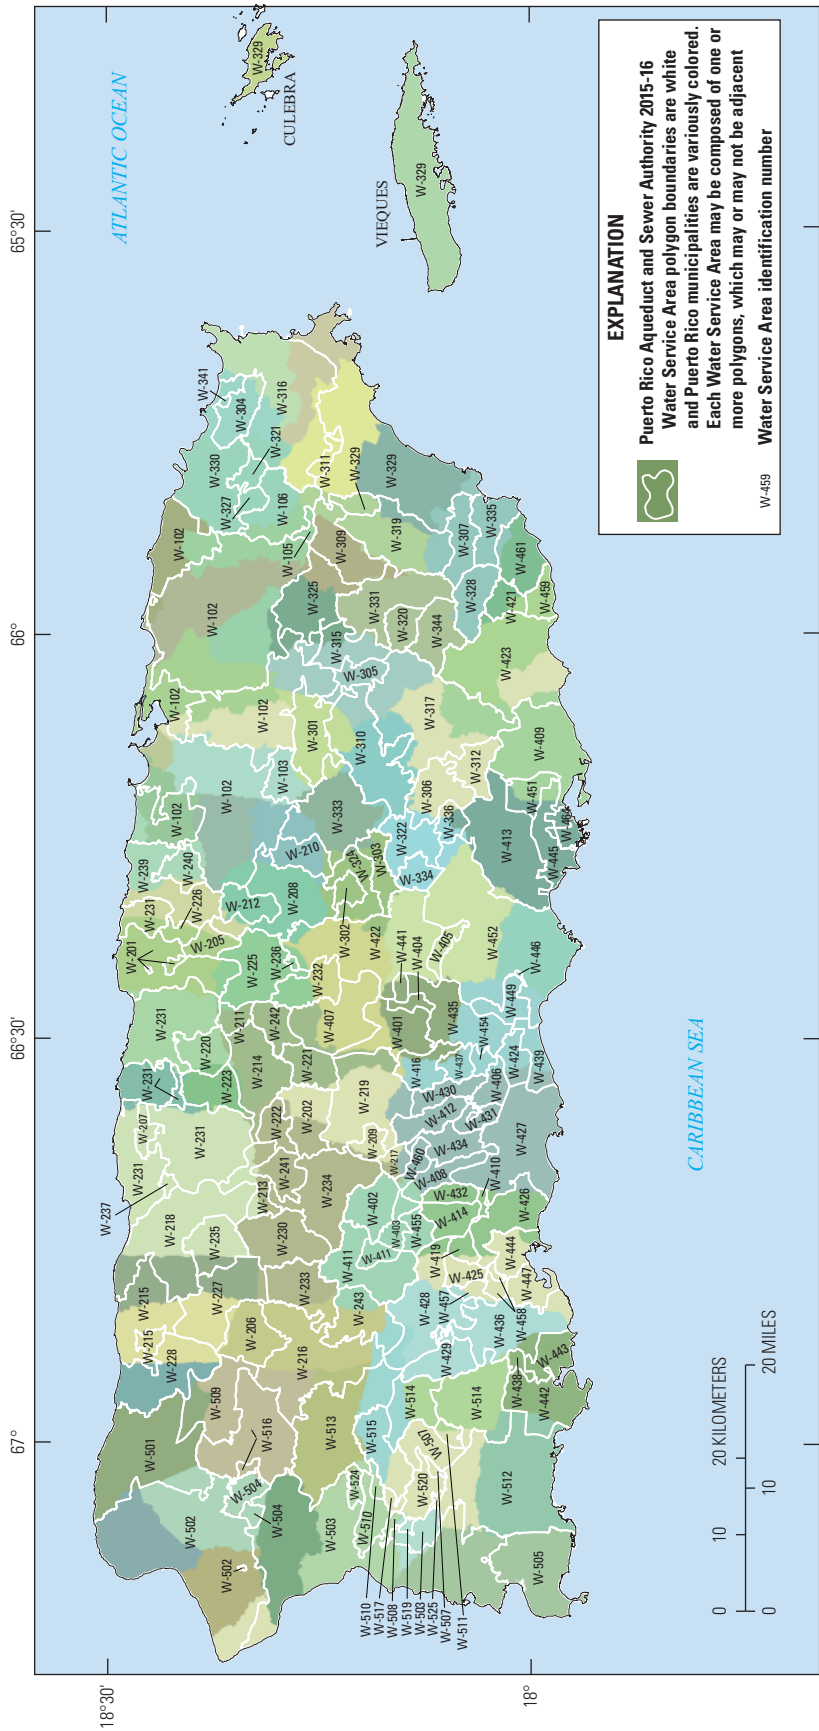 65°30'
66°
66°30'
67°
18°30'
18°
ATLANTIC OCEAN
CARIBBEAN SEA
CULEBRA
VIEQUES
W-329
W-329
W-341
W-304
W-316
W-330
W-321
W-327
W-106
W-311
W-329
W-329
W-102
W-105
W-309
W-319
W-307
W-335
W-102
W-325
W-331
W-328
W-461
W-421
W-459
W-320
W-344
W-315
W-305
W-423
W-102
W-102
W-301
W-310
W-317
W-409
W-312
W-103
W-306
W-451
W-102
W-102
W-333
W-322
W-336
W-413
W-464
W-445
W-210
W-239
W-240
W-324
W-303
W-334
W-231
W-226
W-212
W-208
W-201
W-205
W-302
W-422
W-441
W-404
W-405
W-452
W-225
W-236
W-232
W-446
W-231
W-211
W-242
W-407
W-401
W-435
W-449
W-220
W-214
W-221
W-454
W-424
W-439
W-231
W-223
W-416
W-437
W-406
W-207
W-222
W-202
W-219
W-430
W-412
W-431
W-427
W-231
W-231
W-209
W-217
W-460
W-434
W-408
W-410
W-237
W-241
W-213
W-234
W-402
W-432
W-426
W-218
W-235
W-230
W-403
W-455
W-414
W-411
W-411
W-419
W-444
W-215
W-227
W-233
W-243
W-425
W-447
W-428
W-457
W-458
W-215
W-206
W-216
W-429
W-436
W-228
W-443
W-438
W-442
W-509
W-514
W-514
W-501
W-516
W-513
W-515
W-507
W-504
W-524
W-520
W-512
W-502
W-504
W-503
W-510
W-505
W-502
W-510
W-517
W-508
W-519
W-503
W-525
W-507
W-511
EXPLANATION
Puerto Rico Aqueduct and Sewer Authority 2015-16
Water Service Area polygon boundaries are white
and Puerto Rico municipalities are variously colored.
Each Water Service Area may be composed of one or
more polygons, which may or may not be adjacent
W-459 Water Service Area identification number
0 10 20 KILOMETERS
0 10 20 MILES